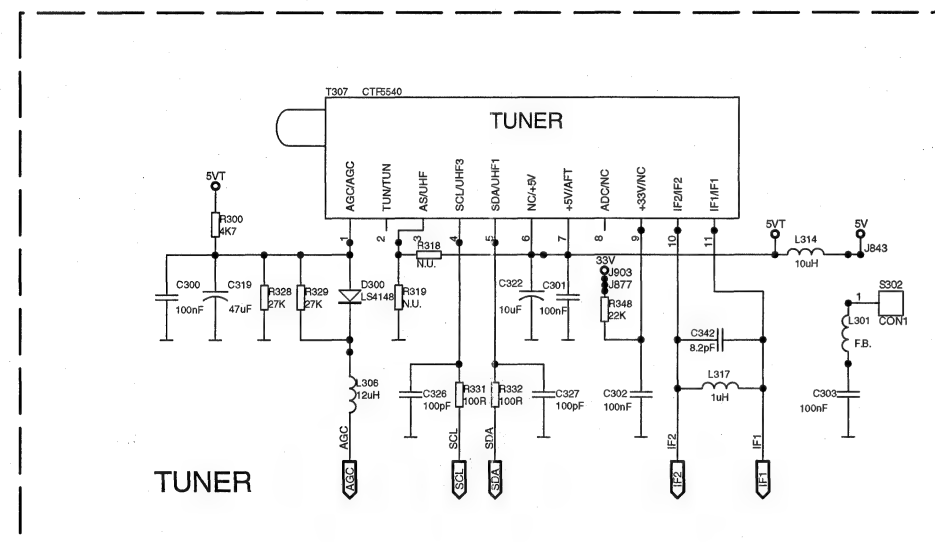 T307 CTF5540
TUNER
AGC/AGC
TUN/TUN
AS/UHF
SCL/UHF3
SDA/UHF1
NC/+5V
+5V/AFT
ADC/NC
+33V/NC
IF2/IF2
IF1/IF1
1
2
3
4
5
6
7
8
9
10
11
5VT
R300
4K7
R318
N.U.
5VT
L314
10uH
5V
J843
C300
100nF
C319
47uF
R328
27K
R329
27K
D300
LS4148
R319
N.U.
C322
10uF
C301
100nF
33V
J903
J877
R348
22K
C342
8.2pF
L317
1uH
S302
1
CON1
L301
F.B.
C303
100nF
L306
12uH
C326
100pF
R331
100R
R332
100R
C327
100pF
C302
100nF
AGC
SCL
SDA
IF2
IF1
TUNER
AGC
SCL
SDA
IF2
IF1